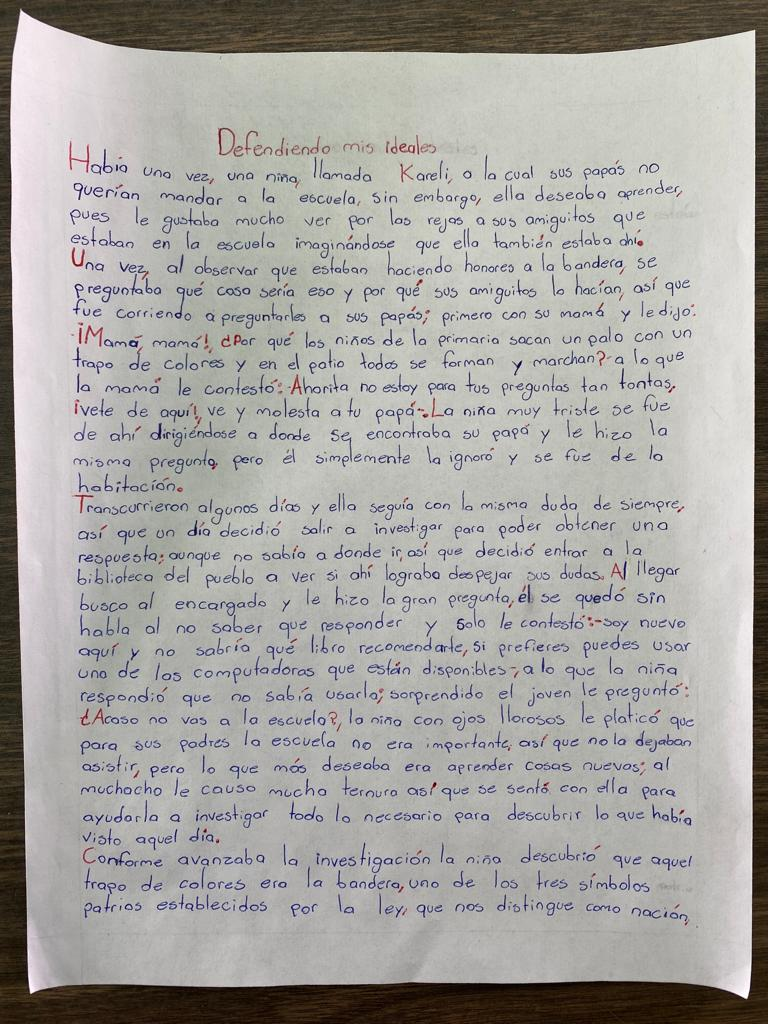 Defendiendo mis ideales
Había una vez, una niña, llamada Kareli, a la cual sus papás no
querían mandar a la escuela, sin embargo, ella deseaba aprender,
pues le gustaba mucho ver por las rejas a sus amiguitos que
estaban en la escuela imaginándose que ella también estaba ahí.
Una vez, al observar que estaban haciendo honores a la bandera, se
preguntaba qué cosa sería eso y por qué sus amiguitos lo hacían, así que
fue corriendo a preguntarles a sus papás; primero con su mamá y le dijo:
-¡Mamá, mamá!, ¿Por qué los niños de la primaria sacan un palo con un
trapo de colores y en el patio todos se forman y marchan?-a lo que
la mamá le contestó:-Ahorita no estoy para tus preguntas tan tontas,
¡vete de aquí!, ve y molesta a tu papá-. La niña muy triste se fue
de ahí dirigiéndose a donde se encontraba su papá y le hizo la
misma pregunta, pero él simplemente la ignoró y se fue de la
habitación.
Transcurrieron algunos días y ella seguía con la misma duda de siempre,
así que un día decidió salir a investigar para poder obtener una
respuesta; aunque no sabía a donde ir, así que decidió entrar a la
biblioteca del pueblo a ver si ahí lograba despejar sus dudas. Al llegar
busco al encargado y le hizo la gran pregunta, él se quedó sin
habla al no saber que responder y solo le contestó:-soy nuevo
aquí y no sabría qué libro recomendarte, si prefieres puedes usar
una de las computadoras que están disponibles-, a lo que la niña
respondió que no sabía usarla; sorprendido el joven le preguntó:
¿Acaso no vas a la escuela?, la niña con ojos llorosos le platicó que
para sus padres la escuela no era importante, así que no la dejaban
asistir, pero lo que más deseaba era aprender cosas nuevas; al
muchacho le causo mucha ternura así que se sentó con ella para
ayudarla a investigar todo lo necesario para descubrir lo que había
visto aquel día.
Conforme avanzaba la investigación la niña descubrió que aquel
trapo de colores era la bandera, uno de los tres símbolos
patrios establecidos por la ley, que nos distingue como nación,